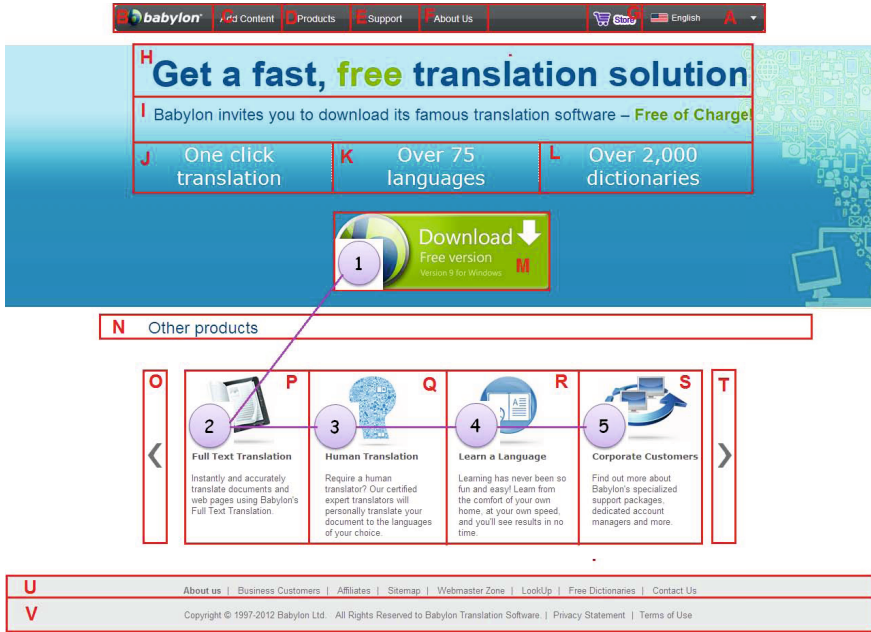 B babylon C Add Content D Products E Support F About Us G Store English A
H Get a fast, free translation solution
I Babylon invites you to download its famous translation software – Free of Charge!
J One click translation
K Over 75 languages
L Over 2,000 dictionaries
Download
Free version
Version 9 for Windows
M
1
N Other products
O
P
Q
R
S
T
2
3
4
5
Full Text Translation
Instantly and accurately
translate documents and
web pages using Babylon's
Full Text Translation.
Human Translation
Require a human
translator? Our certified
expert translators will
personally translate your
document to the languages
of your choice.
Learn a Language
Learning has never been so
fun and easy! Learn from
the comfort of your own
home, at your own speed,
and you'll see results in no
time.
Corporate Customers
Find out more about
Babylon's specialized
support packages,
dedicated account
managers and more.
U About us | Business Customers | Affiliates | Sitemap | Webmaster Zone | LookUp | Free Dictionaries | Contact Us
V Copyright © 1997-2012 Babylon Ltd. All Rights Reserved to Babylon Translation Software. | Privacy Statement | Terms of Use